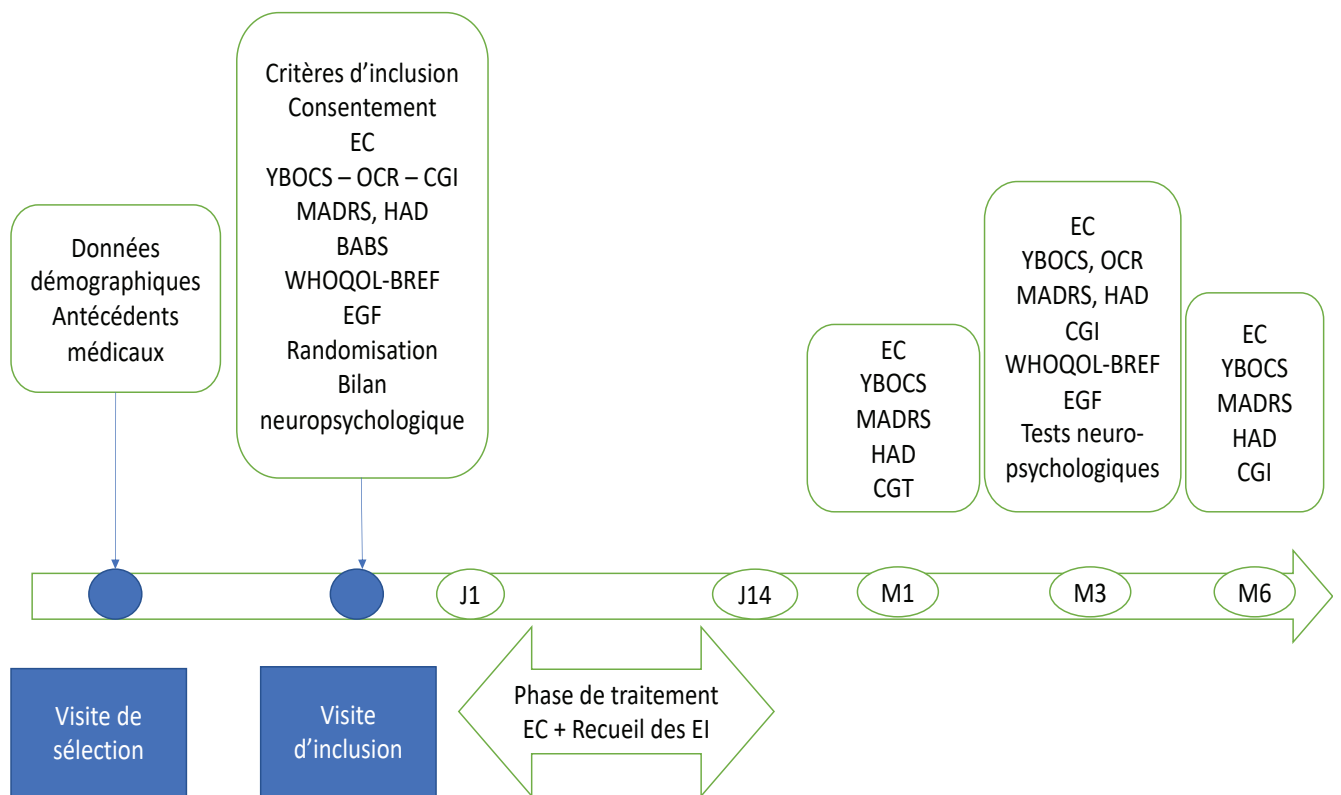 Données
démographiques
Antécédents
médicaux
Critères d'inclusion
Consentement
EC
YBOCS – OCR – CGI
MADRS, HAD
BABS
WHOQOL-BREF
EGF
Randomisation
Bilan
neuropsychologique
EC
YBOCS
MADRS
HAD
CGT
EC
YBOCS, OCR
MADRS, HAD
CGI
WHOQOL-BREF
EGF
Tests neuro-
psychologiques
EC
YBOCS
MADRS
HAD
CGI
J1
J14
M1
M3
M6
Visite de
sélection
Visite
d'inclusion
Phase de traitement
EC + Recueil des EI